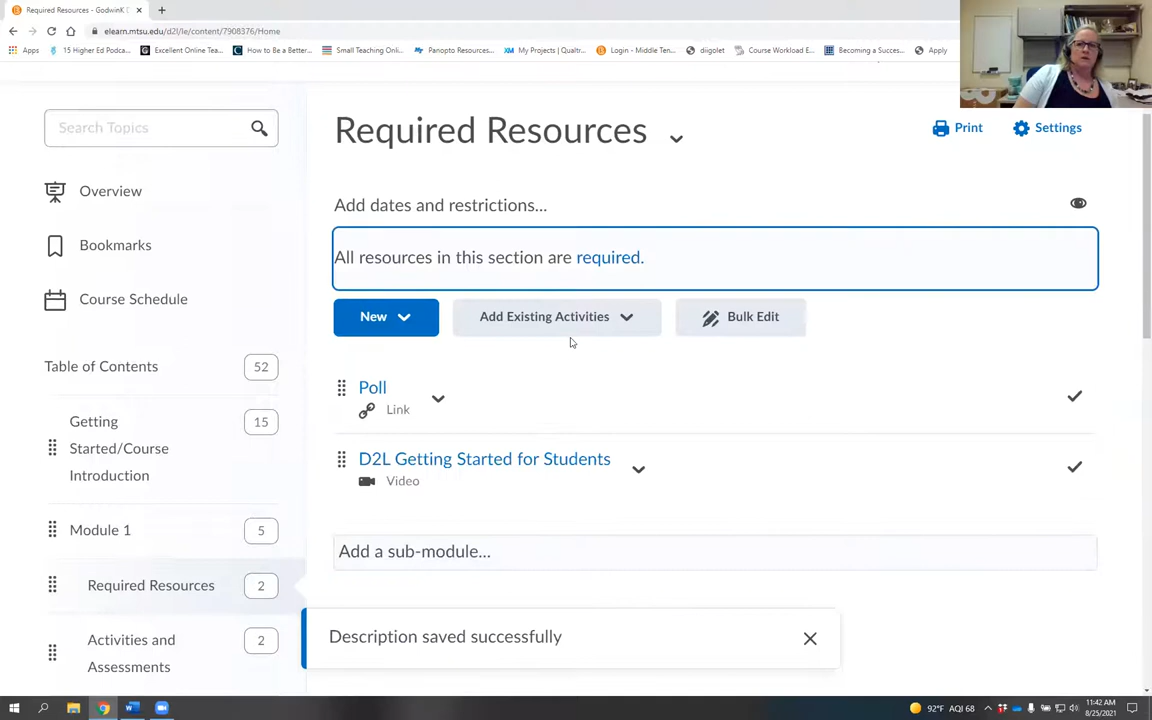 Required Resources - GodwinK
elearn.mtsu.edu/d2l/le/content/7908376/Home
Apps
15 Higher Ed Podca...
Excellent Online Tea...
How to Be a Better...
Small Teaching Onl...
Panopto Resources...
My Projects | Qualtr...
Login - Middle Ten...
diigolet
Course Workload E...
Becoming a Succes...
Apply
Search Topics
Overview
Bookmarks
Course Schedule
Table of Contents 52
Getting
Started/Course
Introduction
15
Module 1 5
Required Resources 2
Activities and
Assessments
2
Required Resources
Print
Settings
Add dates and restrictions...
All resources in this section are required.
New
Add Existing Activities
Bulk Edit
Poll
Link
D2L Getting Started for Students
Video
Add a sub-module...
Description saved successfully
92°F AQI 68
11:42 AM
8/25/2021